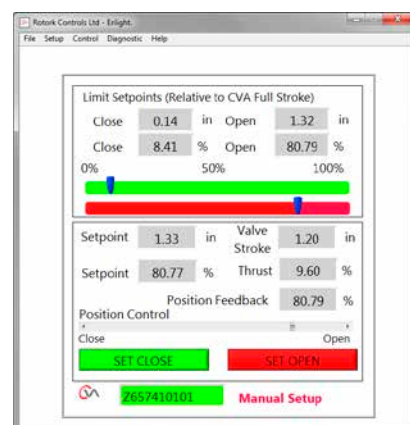 Rotork Controls Ltd - Enlight.
File Setup Control Diagnostic Help
Limit Setpoints (Relative to CVA Full Stroke)
Close 0.14 in Open 1.32 in
Close 8.41 % Open 80.79 %
0% 50% 100%
Setpoint 1.33 in Valve Stroke 1.20 in
Setpoint 80.77 % Thrust 9.60 %
Position Feedback 80.79 %
Position Control
Close Open
SET CLOSE SET OPEN
CVA Z657410101 Manual Setup